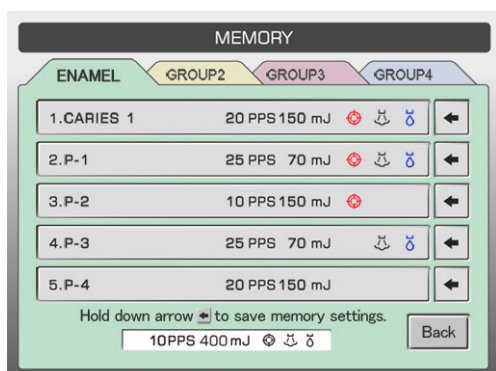 MEMORY
ENAMEL GROUP2 GROUP3 GROUP4
1.CARIES 1 20 PPS 150 mJ
2.P-1 25 PPS 70 mJ
3.P-2 10 PPS 150 mJ
4.P-3 25 PPS 70 mJ
5.P-4 20 PPS 150 mJ
Hold down arrow to save memory settings.
10PPS 400mJ
Back